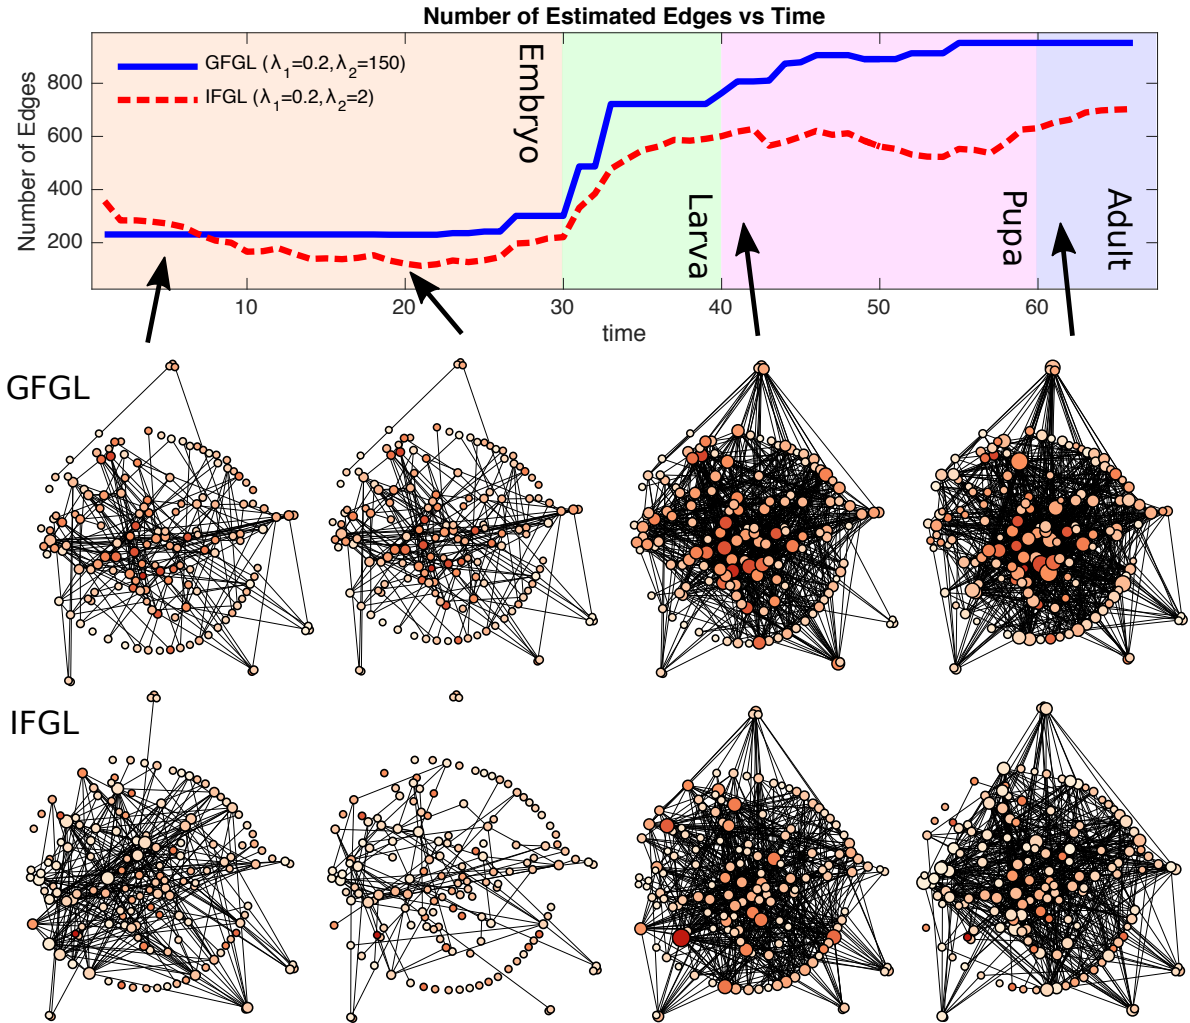 Number of Estimated Edges vs Time
GFGL (λ1=0.2,λ2=150)
IFGL (λ1=0.2,λ2=2)
Number of Edges
800
600
400
200
Embryo
Larva
Pupa
Adult
10
20
30
40
50
60
time
GFGL
IFGL